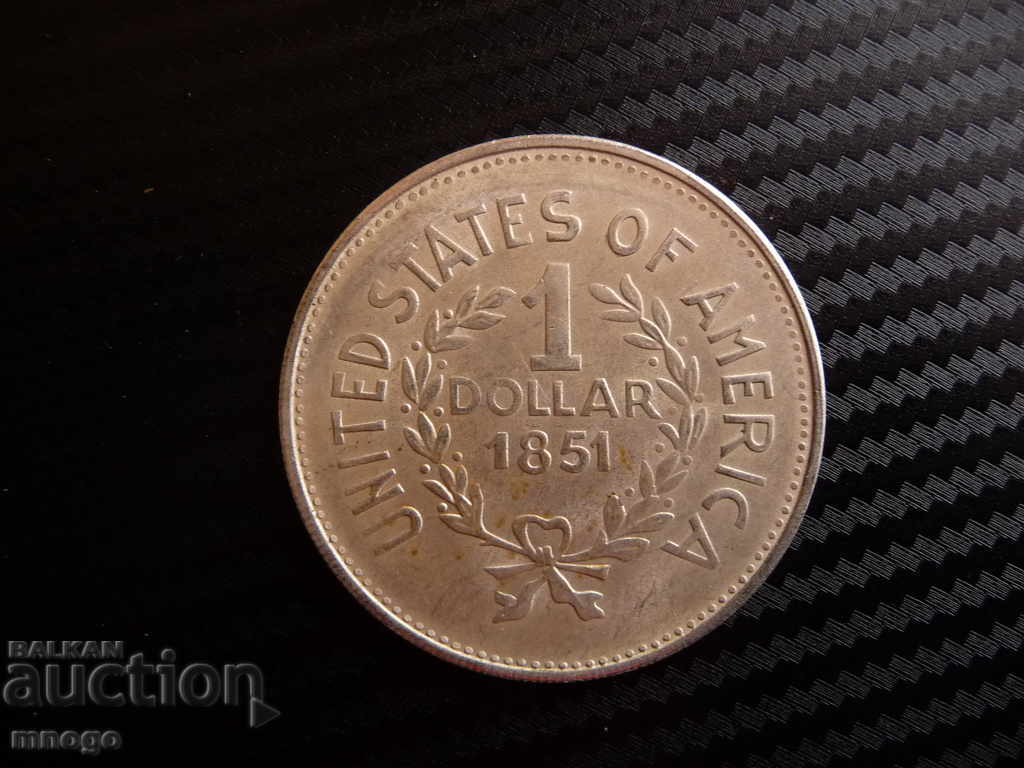 UNITED STATES OF AMERICA
1
DOLLAR
1851
BALKAN
auction
mnogo